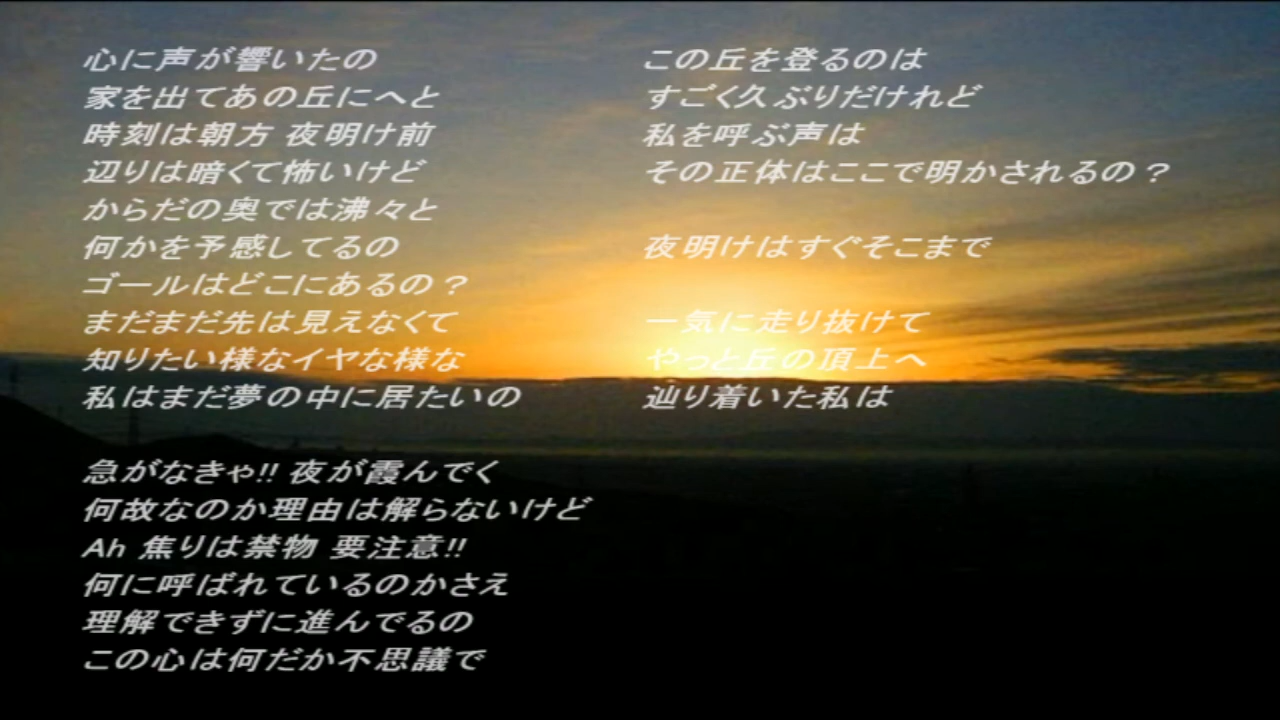 心に声が響いたの
家を出てあの丘にへと
時刻は朝方 夜明け前
辺りは暗くて怖いけど
からだの奥では沸々と
何かを予感してるの
ゴールはどこにあるの？
まだまだ先は見えなくて
知りたい様なイヤな様な
私はまだ夢の中に居たいの
急がなきゃ!! 夜が霞んでく
何故なのか理由は解らないけど
Ah 焦りは禁物 要注意!!
何に呼ばれているのかさえ
理解できずに進んでるの
この心は何だか不思議で
この丘を登るのは
すごく久ぶりだけれど
私を呼ぶ声は
その正体はここで明かされるの？
夜明けはすぐそこまで
一気に走り抜けて
やっと丘の頂上へ
辿り着いた私は